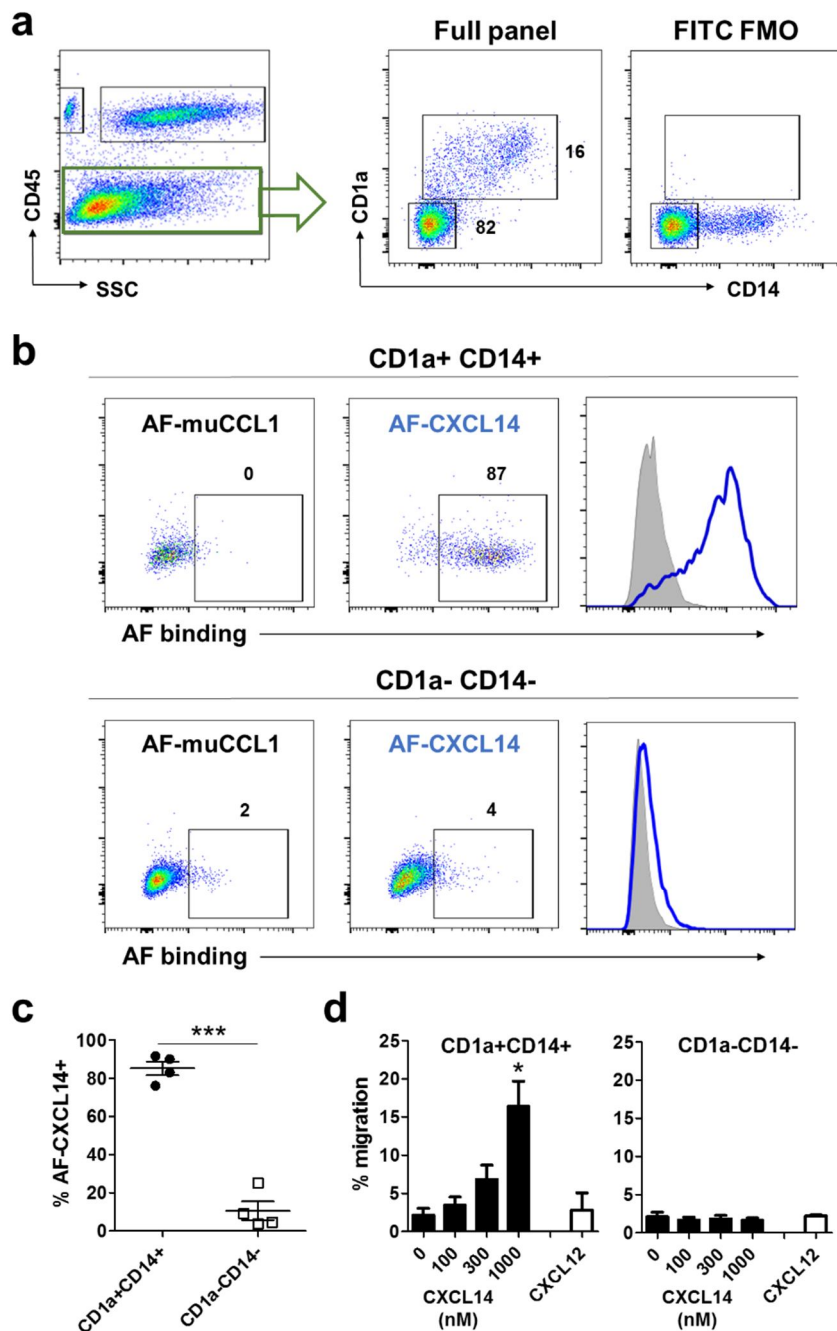 a
Full panel
FITC FMO
CD45
SSC
CD1a
16
82
CD14
b
CD1a+ CD14+
AF-muCCL1
AF-CXCL14
0
87
AF binding
CD1a- CD14-
AF-muCCL1
AF-CXCL14
2
4
AF binding
c
% AF-CXCL14+
100
80
60
40
20
0
***
CD1a+CD14+
CD1a-CD14-
d
% migration
25
20
15
10
5
0
CD1a+CD14+
*
0
100
300
1000
CXCL12
CXCL14
(nM)
25
20
15
10
5
0
CD1a-CD14-
0
100
300
1000
CXCL12
CXCL14
(nM)